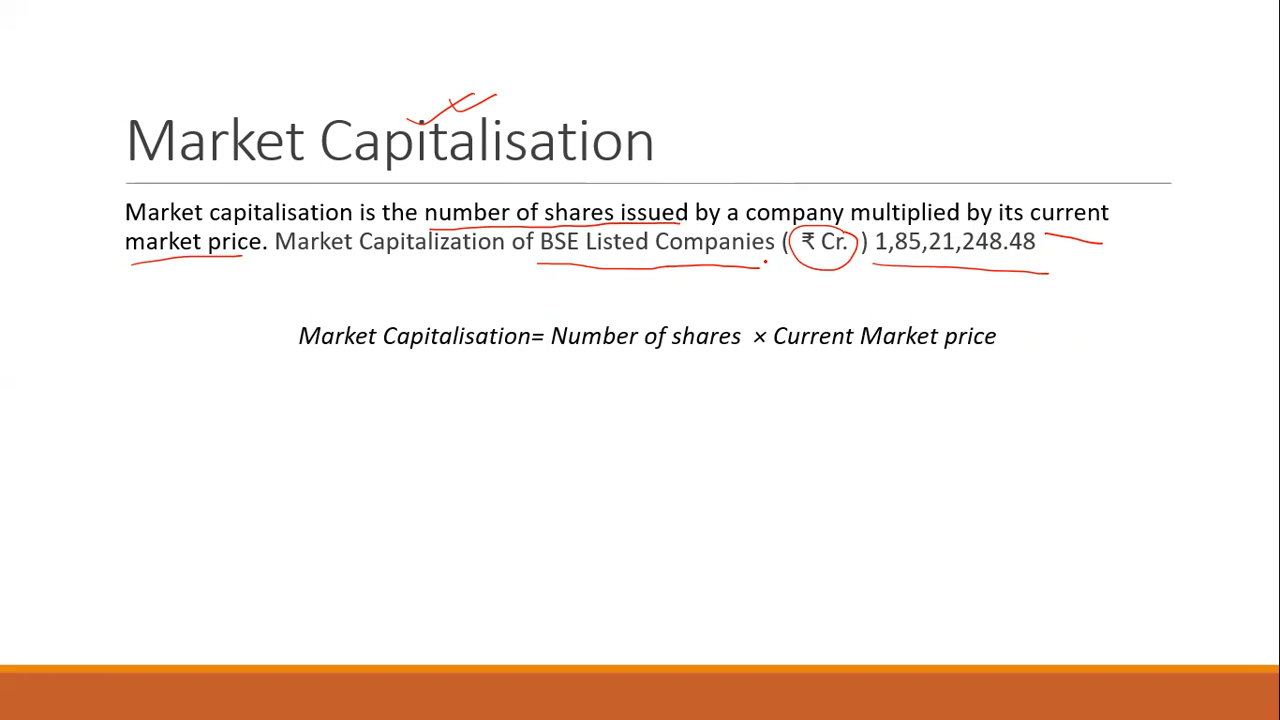 Market Capitalisation
Market capitalisation is the number of shares issued by a company multiplied by its current
market price. Market Capitalization of BSE Listed Companies ( ₹ Cr. ) 1,85,21,248.48
Market Capitalisation= Number of shares × Current Market price